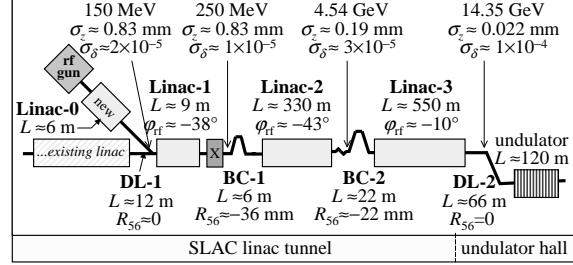 150 MeV
σz ≈ 0.83 mm
σδ ≈ 2×10⁻⁵
250 MeV
σz ≈ 0.83 mm
σδ ≈ 1×10⁻⁵
4.54 GeV
σz ≈ 0.19 mm
σδ ≈ 3×10⁻⁵
14.35 GeV
σz ≈ 0.022 mm
σδ ≈ 1×10⁻⁴
rf
gun
new
Linac-0
L ≈ 6 m
Linac-1
L ≈ 9 m
φrf ≈ −38°
Linac-2
L ≈ 330 m
φrf ≈ −43°
Linac-3
L ≈ 550 m
φrf ≈ −10°
undulator
L ≈ 120 m
...existing linac
X
DL-1
L ≈ 12 m
R56 ≈ 0
BC-1
L ≈ 6 m
R56 ≈ −36 mm
BC-2
L ≈ 22 m
R56 ≈ −22 mm
DL-2
L ≈ 66 m
R56 = 0
SLAC linac tunnel
undulator hall